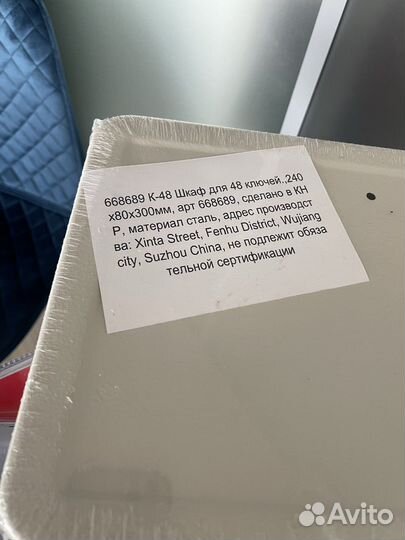 668689 К-48 Шкаф для 48 ключей.,240
х80х300мм, арт 668689, сделано в КН
Р, материал сталь, адрес производст
ва: Xinta Street, Fenhu District, Wujiang
city, Suzhou China, не подлежит обяза
тельной сертификации
Avito